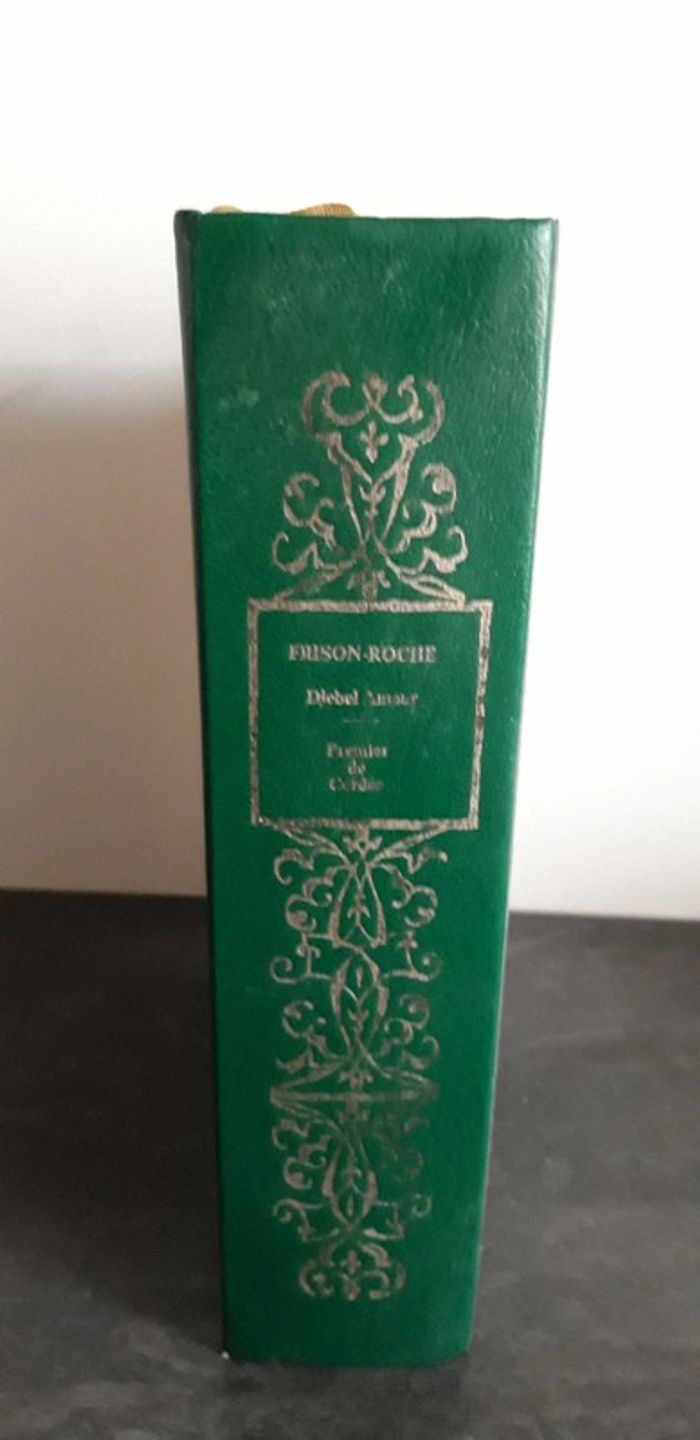 FRISON-ROCHE
Djebel Amour
Premier
de
Cordée